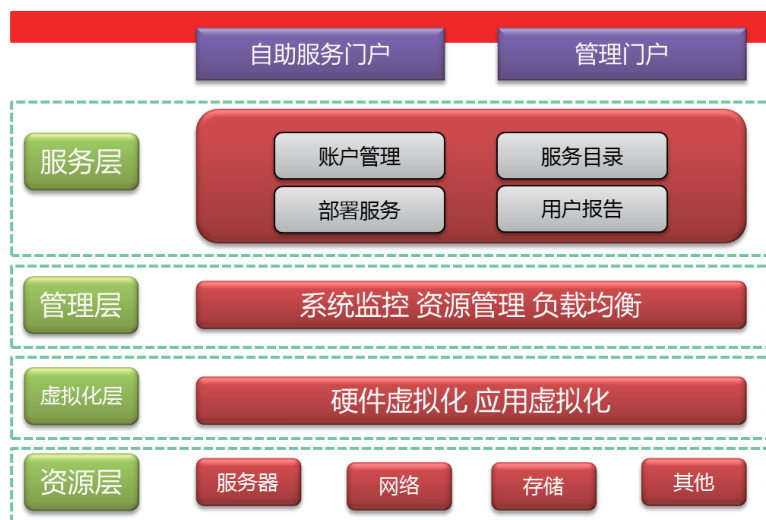 自助服务门户
管理门户
服务层
账户管理
服务目录
部署服务
用户报告
管理层
系统监控 资源管理 负载均衡
虚拟化层
硬件虚拟化 应用虚拟化
资源层
服务器
网络
存储
其他